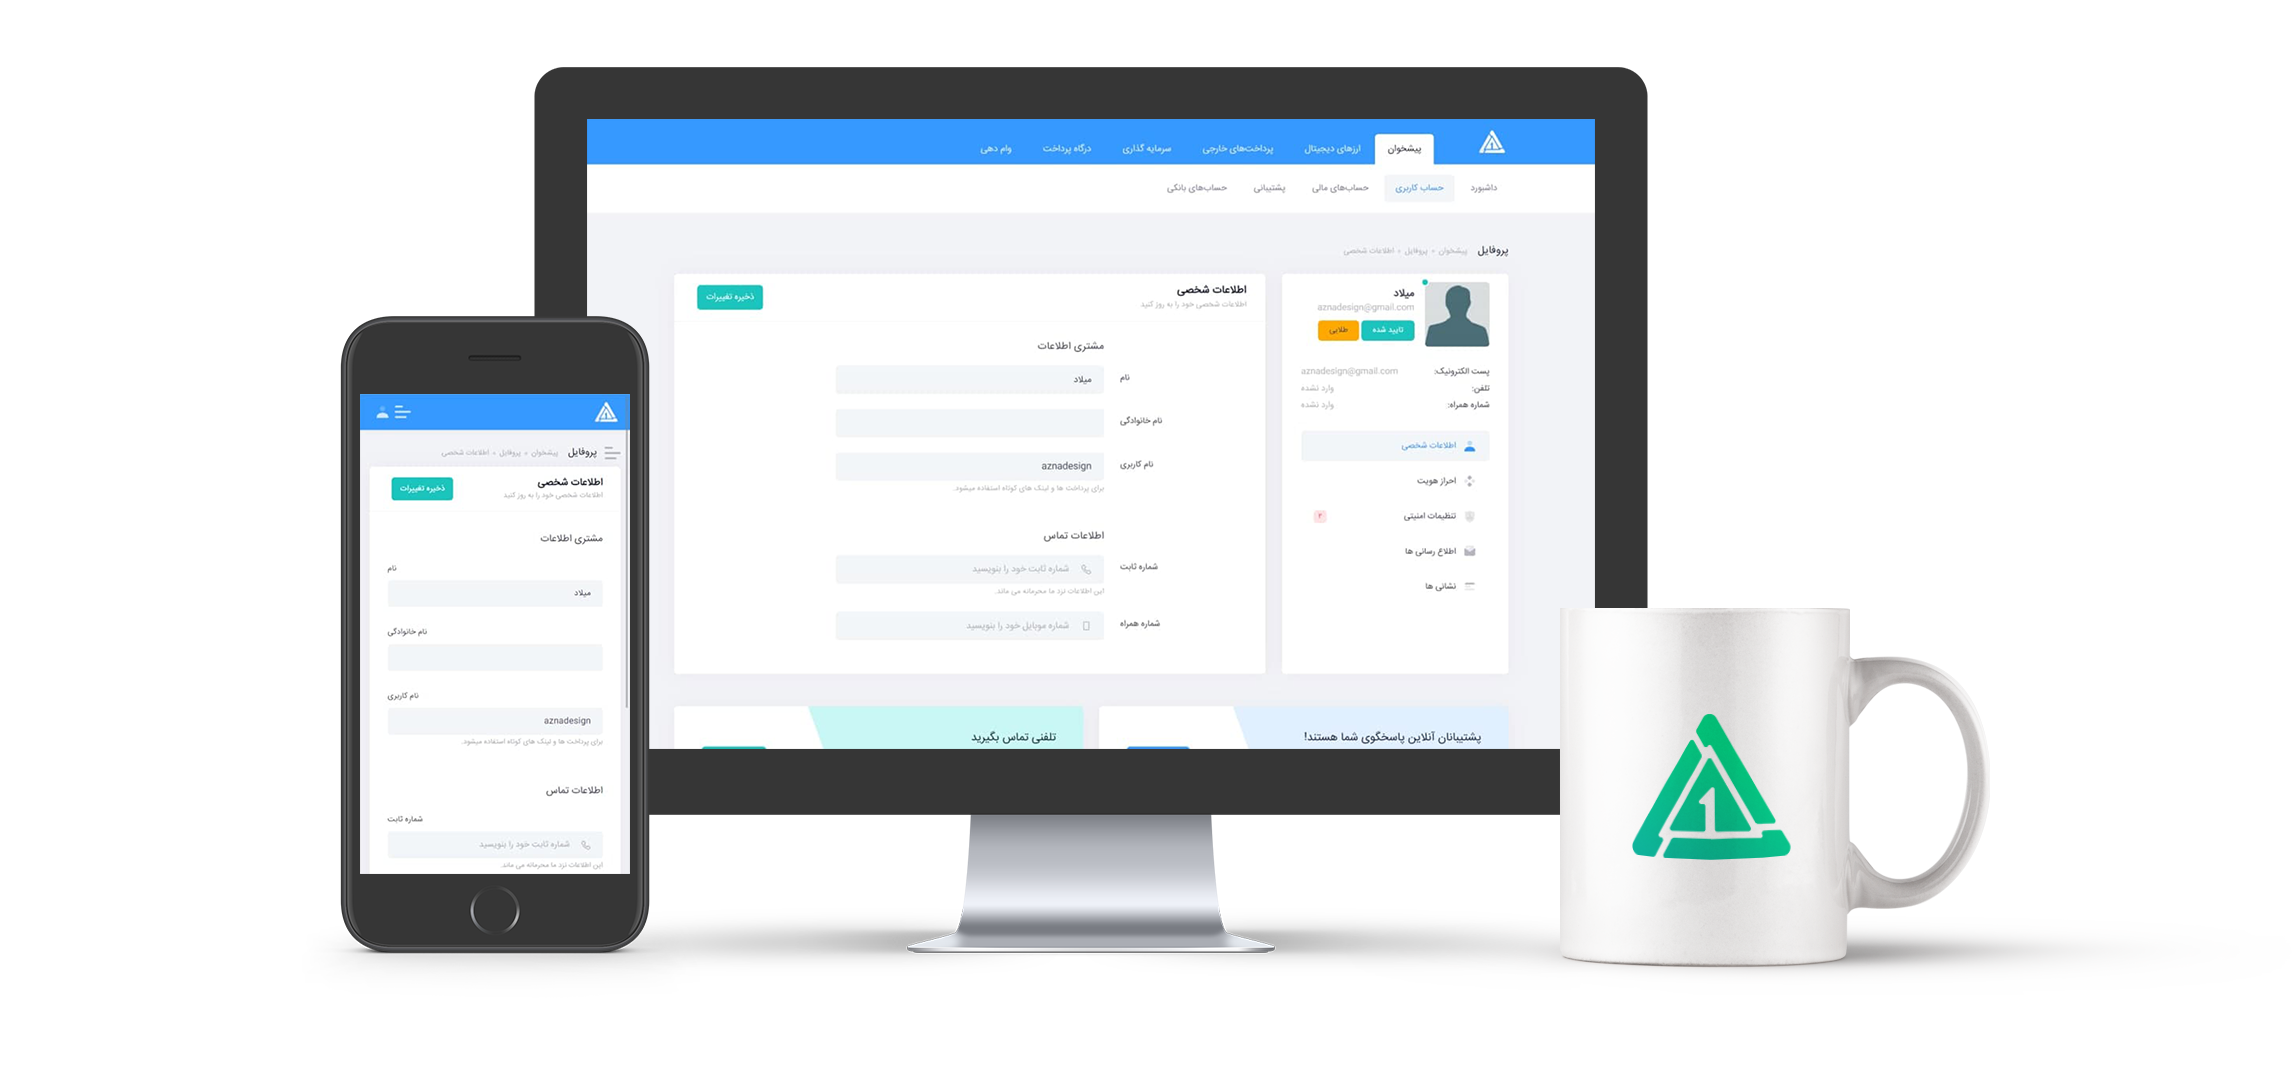 پیشخوان ارزهای دیجیتال پرداخت‌های خارجی سرمایه گذاری درگاه پرداخت وام دهی
داشبورد حساب کاربری حساب‌های مالی پشتیبانی حساب‌های بانکی
پروفایل پیشخوان • پروفایل • اطلاعات شخصی
میلاد
aznadesign@gmail.com
تایید شده طلایی
پست الکترونیک: aznadesign@gmail.com
تلفن: وارد نشده
شماره همراه: وارد نشده
اطلاعات شخصی
احراز هویت
تنظیمات امنیتی ۲
اطلاع رسانی ها
نشانی ها
اطلاعات شخصی
اطلاعات شخصی خود را به روز کنید
ذخیره تغییرات
مشتری اطلاعات
نام میلاد
نام خانوادگی
نام کاربری aznadesign
برای پرداخت ها و لینک های کوتاه استفاده میشود.
اطلاعات تماس
شماره ثابت شماره ثابت خود را بنویسید
این اطلاعات نزد ما محرمانه می ماند.
شماره همراه شماره موبایل خود را بنویسید
پشتیبانان آنلاین پاسخگوی شما هستند!
تلفنی تماس بگیرید
پروفایل پیشخوان • پروفایل • اطلاعات شخصی
اطلاعات شخصی
اطلاعات شخصی خود را به روز کنید
ذخیره تغییرات
مشتری اطلاعات
نام
میلاد
نام خانوادگی
نام کاربری
aznadesign
برای پرداخت ها و لینک های کوتاه استفاده میشود.
اطلاعات تماس
شماره ثابت
شماره ثابت خود را بنویسید
این اطلاعات نزد ما محرمانه می ماند.
1